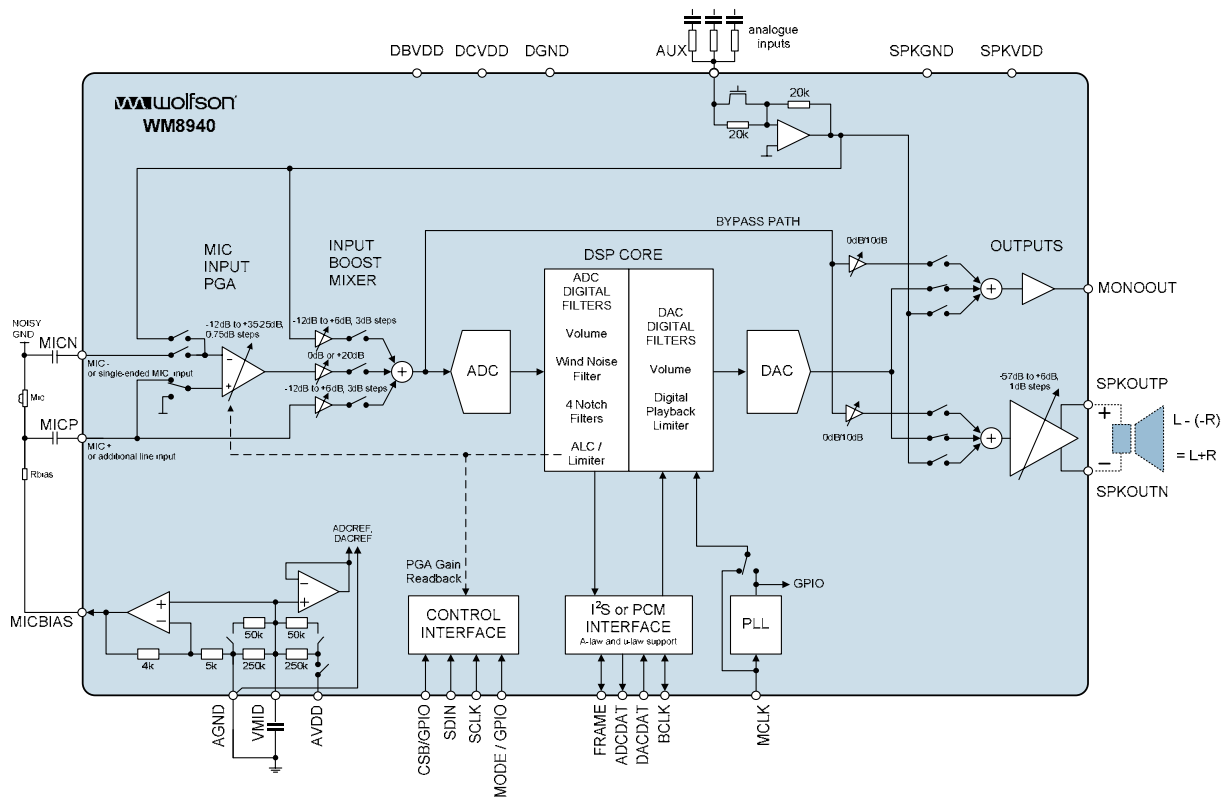 analogue
inputs
AUX
DBVDD
DCVDD
DGND
SPKGND
SPKVDD
wolfson
WM8940
20k
20k
BYPASS PATH
0dB/10dB
OUTPUTS
MIC
INPUT
PGA
INPUT
BOOST
MIXER
DSP CORE
ADC
DIGITAL
FILTERS
Volume
Wind Noise
Filter
4 Notch
Filters
ALC /
Limiter
DAC
DIGITAL
FILTERS
Volume
Digital
Playback
Limiter
MONOOUT
NOISY
GND
MICN
MIC -
or single-ended MIC input
-12dB to +35.25dB,
0.75dB steps
-
+
-12dB to +6dB, 3dB steps
0dB or +20dB
-12dB to +6dB, 3dB steps
+
ADC
DAC
+
-57dB to +6dB,
1dB steps
SPKOUTP
+
−
L - (-R)
= L+R
SPKOUTN
Mic
MICP
MIC +
or additional line input
Rbias
0dB/10dB
+
ADCREF,
DACREF
PGA Gain
Readback
GPIO
MICBIAS
+
−
−
+
50k
50k
4k
5k
250k
250k
CONTROL
INTERFACE
I²S or PCM
INTERFACE
A-law and u-law support
PLL
AGND
VMID
AVDD
CSB/GPIO
SDIN
SCLK
MODE / GPIO
FRAME
ADCDAT
DACDAT
BCLK
MCLK